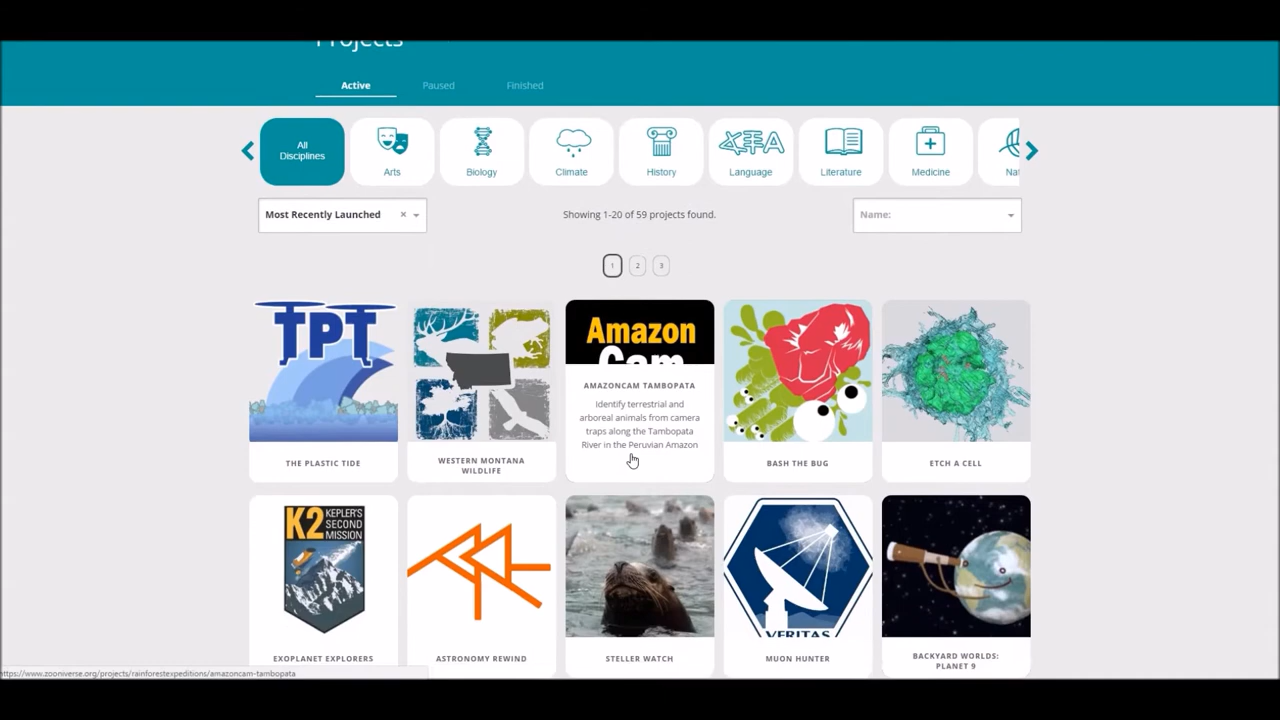 Projects
Active
Paused
Finished
All
Disciplines
Arts
Biology
Climate
History
Language
Literature
Medicine
Nat
Most Recently Launched ×
Showing 1-20 of 59 projects found.
Name:
1
2
3
TPT
THE PLASTIC TIDE
WESTERN MONTANA
WILDLIFE
Amazon
Cam
AMAZONCAM TAMBOPATA
Identify terrestrial and
arboreal animals from camera
traps along the Tambopata
River in the Peruvian Amazon
BASH THE BUG
ETCH A CELL
K2 KEPLER'S
SECOND
MISSION
EXOPLANET EXPLORERS
ASTRONOMY REWIND
STELLER WATCH
VERITAS
MUON HUNTER
BACKYARD WORLDS:
PLANET 9
https://www.zooniverse.org/projects/rainforestexpeditions/amazoncam-tambopata